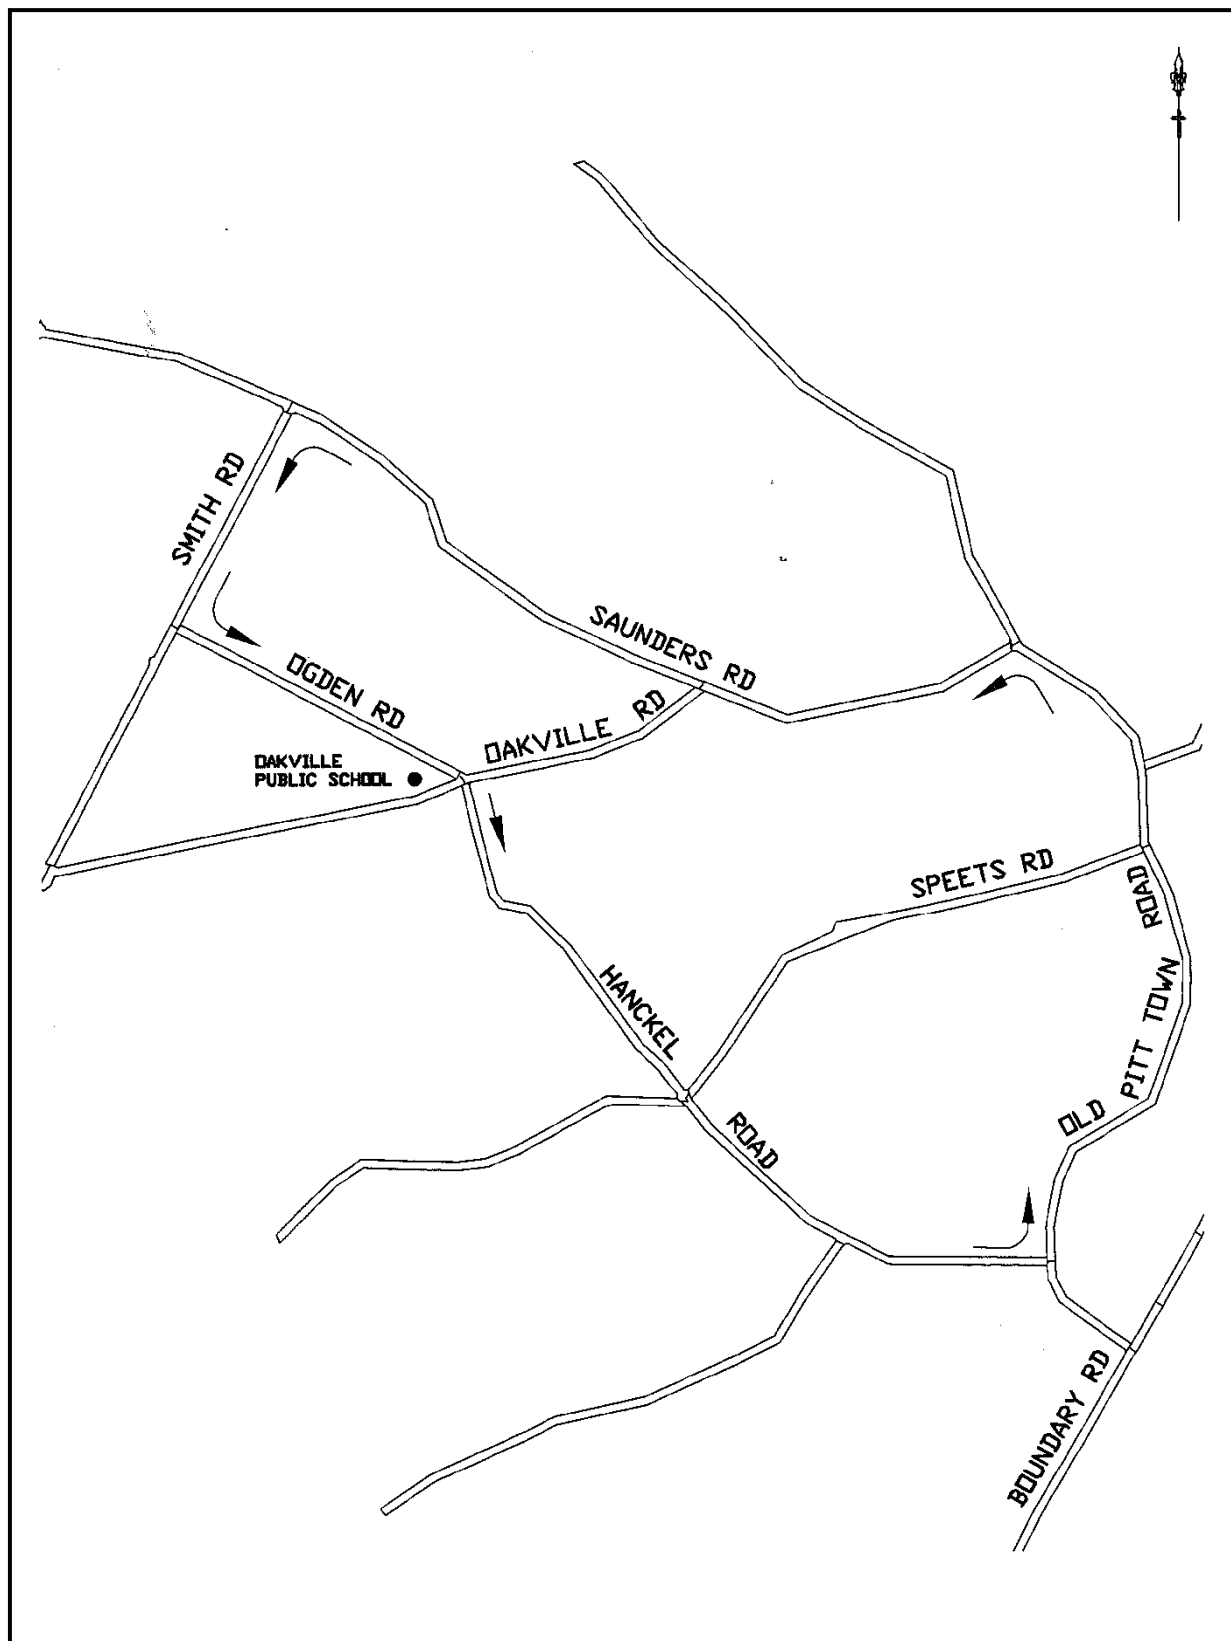 SMITH RD
SAUNDERS RD
OGDEN RD
OAKVILLE RD
OAKVILLE
PUBLIC SCHOOL
SPEETS RD
HANCKEL ROAD
OLD PITT TOWN ROAD
BOUNDARY RD